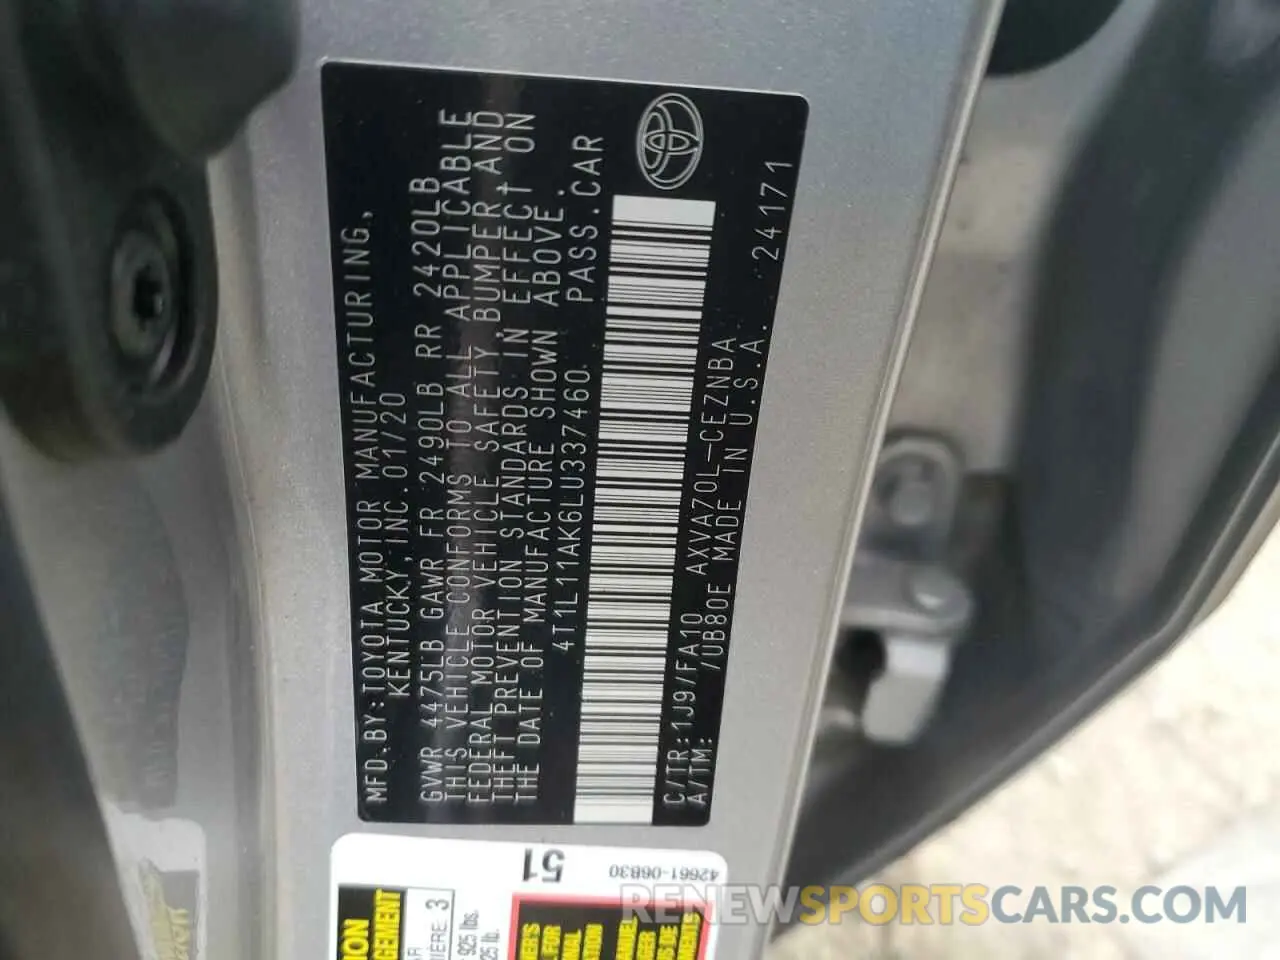 MFD.BY:TOYOTA MOTOR MANUFACTURING,
KENTUCKY,INC.01/20
GVWR 4475LB GAWR FR 2490LB RR 2420LB
THIS VEHICLE CONFORMS TO ALL APPLICABLE
FEDERAL MOTOR VEHICLE SAFETY,BUMPER,AND
THEFT PREVENTION STANDARDS IN EFFECT ON
THE DATE OF MANUFACTURE SHOWN ABOVE.
4T1L11AK6LU337460 PASS.CAR
C/TR:1J9/FA10 AXVA70L-CEZNBA
A/TM: /UB80E MADE IN U.S.A. 24171
51
42661-06B30
3
925 lbs.
RENEWSPORTSCARS.COM